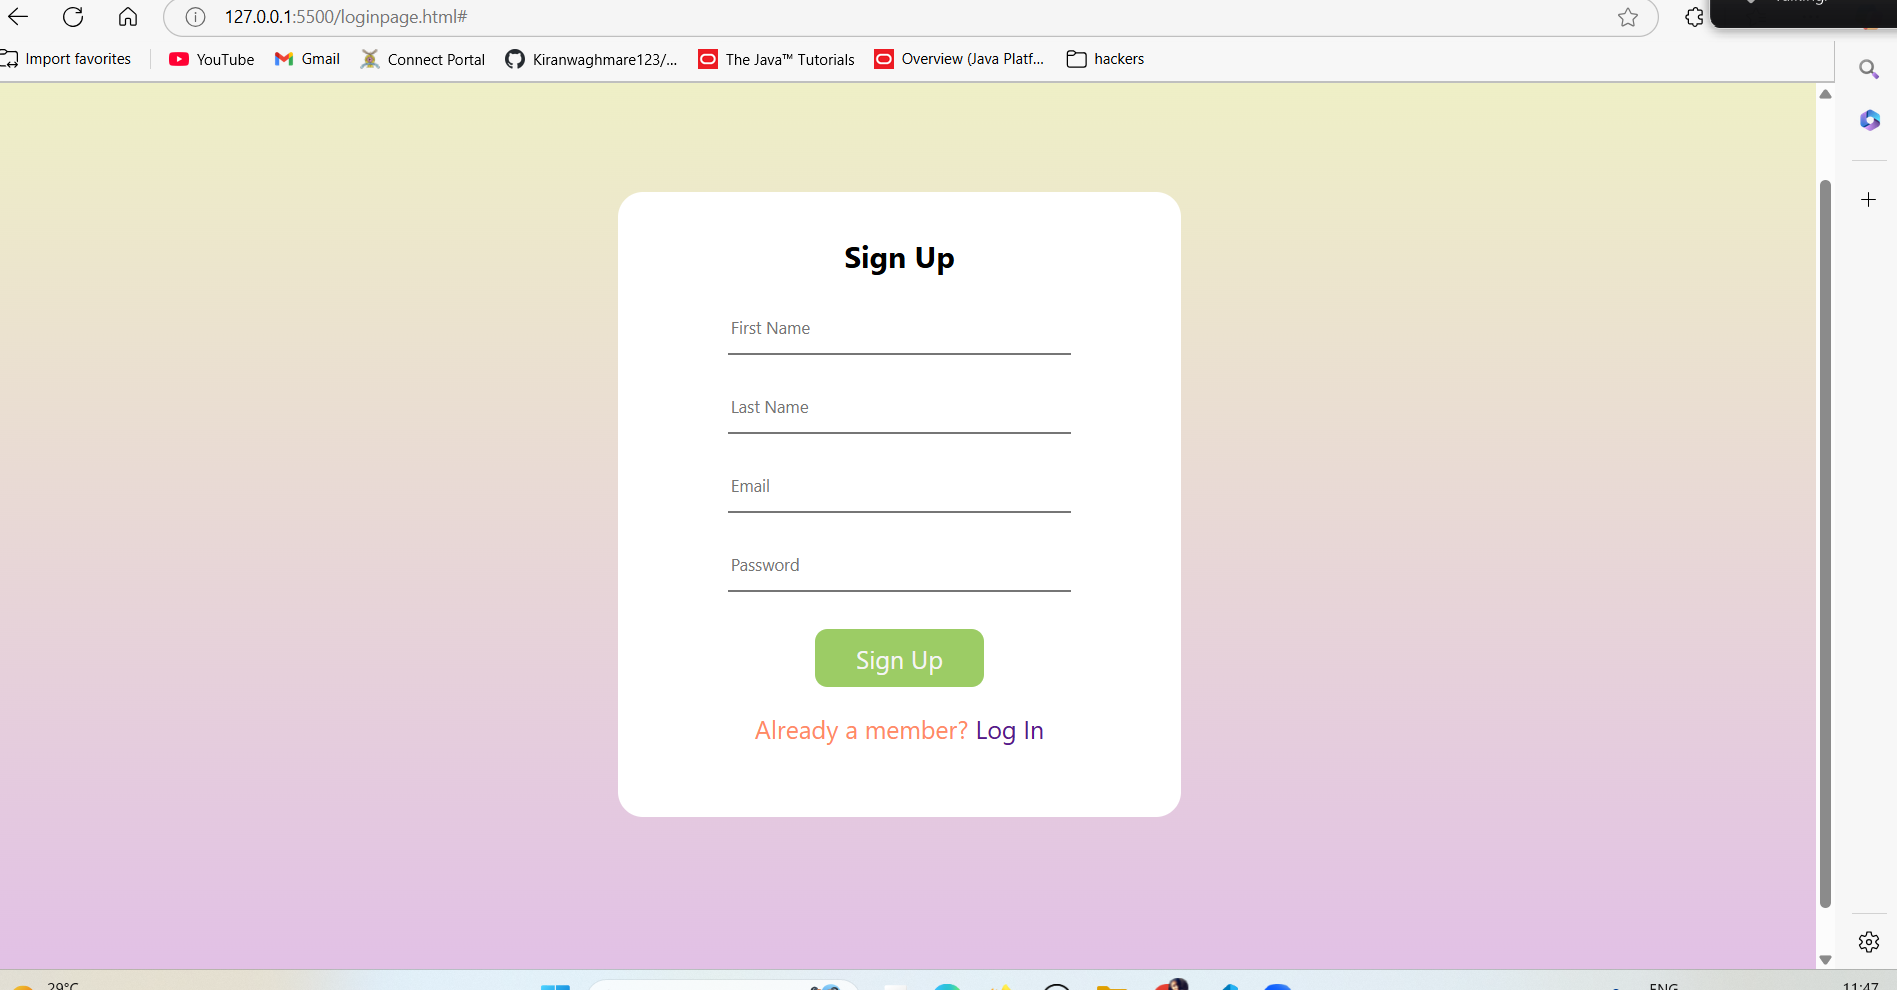 127.0.0.1:5500/loginpage.html#
Import favorites
YouTube
Gmail
Connect Portal
Kiranwaghmare123/...
The Java™ Tutorials
Overview (Java Platf...
hackers
Sign Up
First Name
Last Name
Email
Password
Sign Up
Already a member? Log In
29°C
ENG
11:47